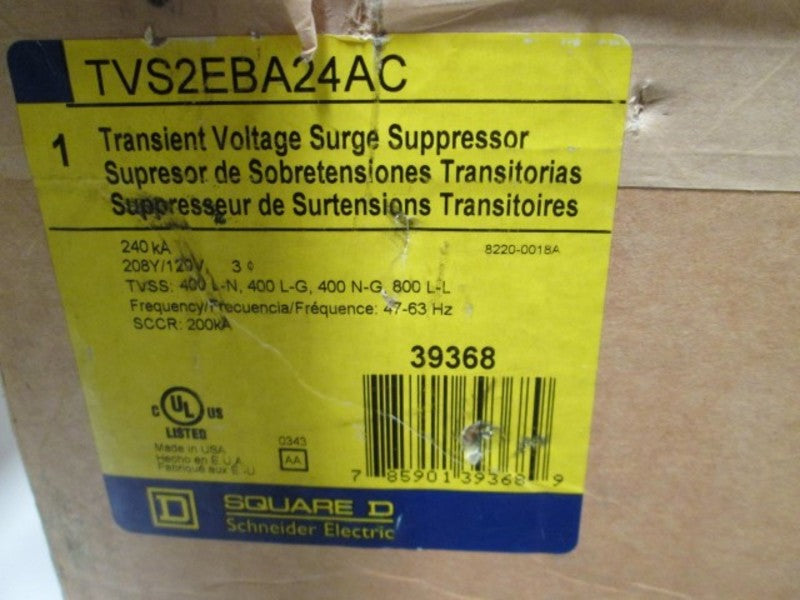 TVS2EBA24AC
1
Transient Voltage Surge Suppressor
Supresor de Sobretensiones Transitorias
Suppresseur de Surtensions Transitoires
240 kA
8220-0018A
208Y/120V, 3 ¢
TVSS: 400 L-N, 400 L-G, 400 N-G, 800 L-L
Frequency/Frecuencia/Fréquence: 47-63 Hz
SCCR: 200kA
39368
C UL US
LISTED
Made in USA
Hecho en E.U.A.
Fabriqué aux É.-U
0343
AA
7 85901 39368 9
D
SQUARE D
Schneider Electric